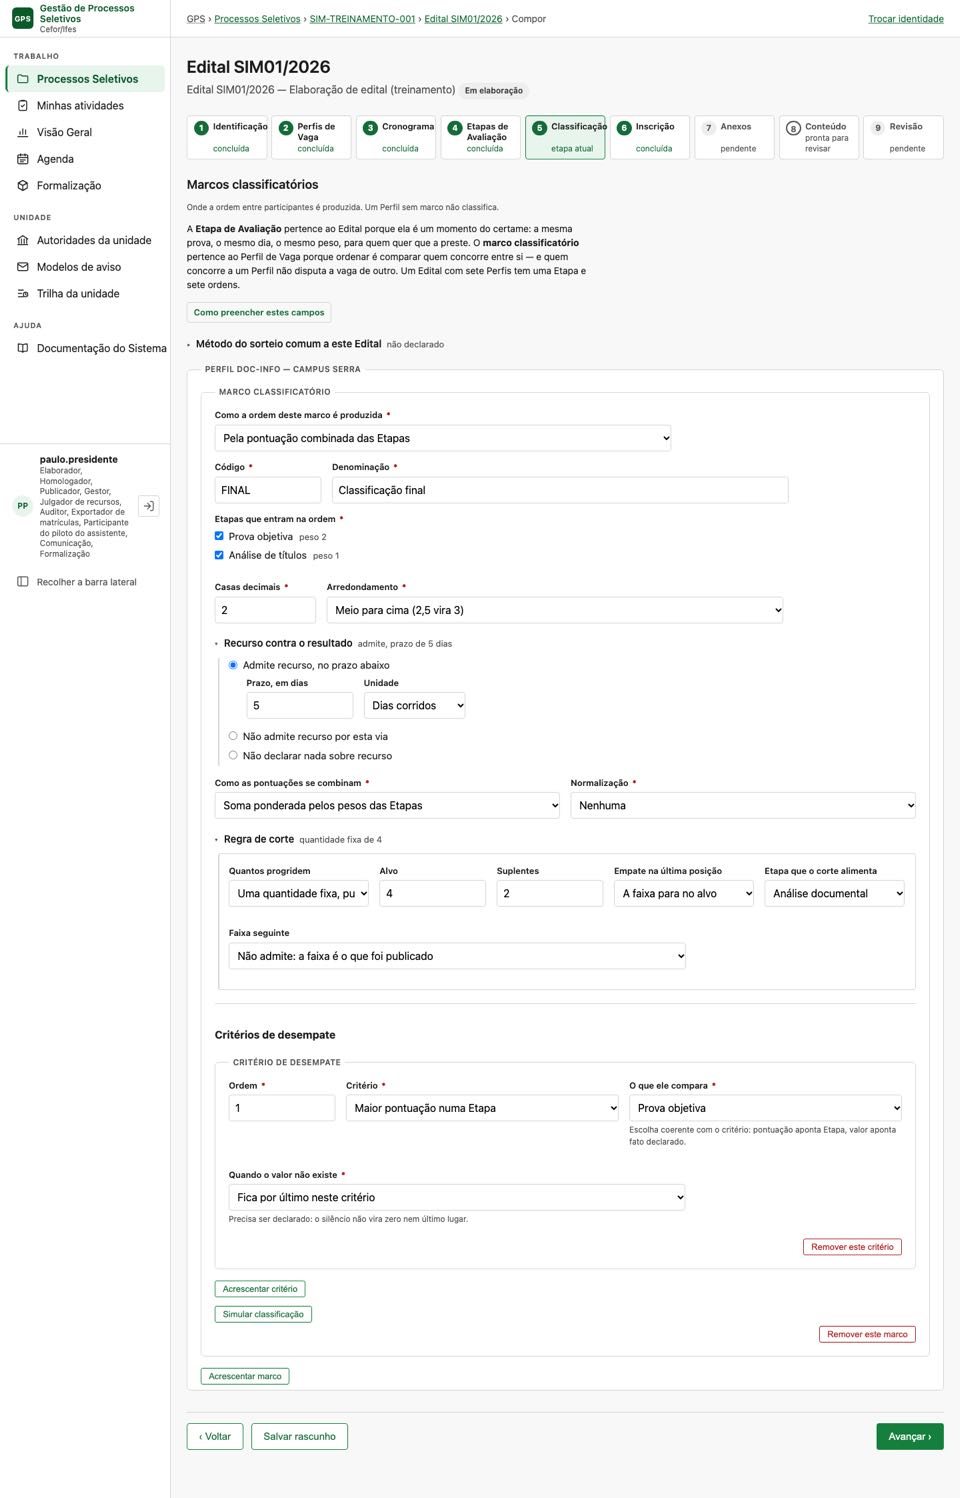 GPS
Gestão de Processos
Seletivos
Cefor/Ifes
GPS › Processos Seletivos › SIM-TREINAMENTO-001 › Edital SIM01/2026 › Compor
Trocar identidade
TRABALHO
Processos Seletivos
Minhas atividades
Visão Geral
Agenda
Formalização
UNIDADE
Autoridades da unidade
Modelos de aviso
Trilha da unidade
AJUDA
Documentação do Sistema
PP
paulo.presidente
Elaborador,
Homologador,
Publicador, Gestor,
Julgador de recursos,
Auditor, Exportador de
matrículas, Participante
do piloto do assistente,
Comunicação,
Formalização
Recolher a barra lateral
Edital SIM01/2026
Edital SIM01/2026 — Elaboração de edital (treinamento) Em elaboração
1 Identificação
concluída
2 Perfis de
Vaga
concluída
3 Cronograma
concluída
4 Etapas de
Avaliação
concluída
5 Classificação
etapa atual
6 Inscrição
concluída
7 Anexos
pendente
8 Conteúdo
pronta para
revisar
9 Revisão
pendente
Marcos classificatórios
Onde a ordem entre participantes é produzida. Um Perfil sem marco não classifica.
A Etapa de Avaliação pertence ao Edital porque ela é um momento do certame: a mesma
prova, o mesmo dia, o mesmo peso, para quem quer que a preste. O marco classificatório
pertence ao Perfil de Vaga porque ordenar é comparar quem concorre entre si — e quem
concorre a um Perfil não disputa a vaga de outro. Um Edital com sete Perfis tem uma Etapa e
sete ordens.
Como preencher estes campos
Método do sorteio comum a este Edital não declarado
PERFIL DOC-INFO — CAMPUS SERRA
MARCO CLASSIFICATÓRIO
Como a ordem deste marco é produzida *
Pela pontuação combinada das Etapas
Código * Denominação *
FINAL Classificação final
Etapas que entram na ordem *
Prova objetiva peso 2
Análise de títulos peso 1
Casas decimais * Arredondamento *
2 Meio para cima (2,5 vira 3)
Recurso contra o resultado admite, prazo de 5 dias
Admite recurso, no prazo abaixo
Prazo, em dias Unidade
5 Dias corridos
Não admite recurso por esta via
Não declarar nada sobre recurso
Como as pontuações se combinam * Normalização *
Soma ponderada pelos pesos das Etapas Nenhuma
Regra de corte quantidade fixa de 4
Quantos progridem Alvo Suplentes Empate na última posição Etapa que o corte alimenta
Uma quantidade fixa, pu 4 2 A faixa para no alvo Análise documental
Faixa seguinte
Não admite: a faixa é o que foi publicado
Critérios de desempate
CRITÉRIO DE DESEMPATE
Ordem * Critério * O que ele compara *
1 Maior pontuação numa Etapa Prova objetiva
Escolha coerente com o critério: pontuação aponta Etapa, valor aponta
fato declarado.
Quando o valor não existe *
Fica por último neste critério
Precisa ser declarado: o silêncio não vira zero nem último lugar.
Remover este critério
Acrescentar critério
Simular classificação
Remover este marco
Acrescentar marco
‹ Voltar
Salvar rascunho
Avançar ›